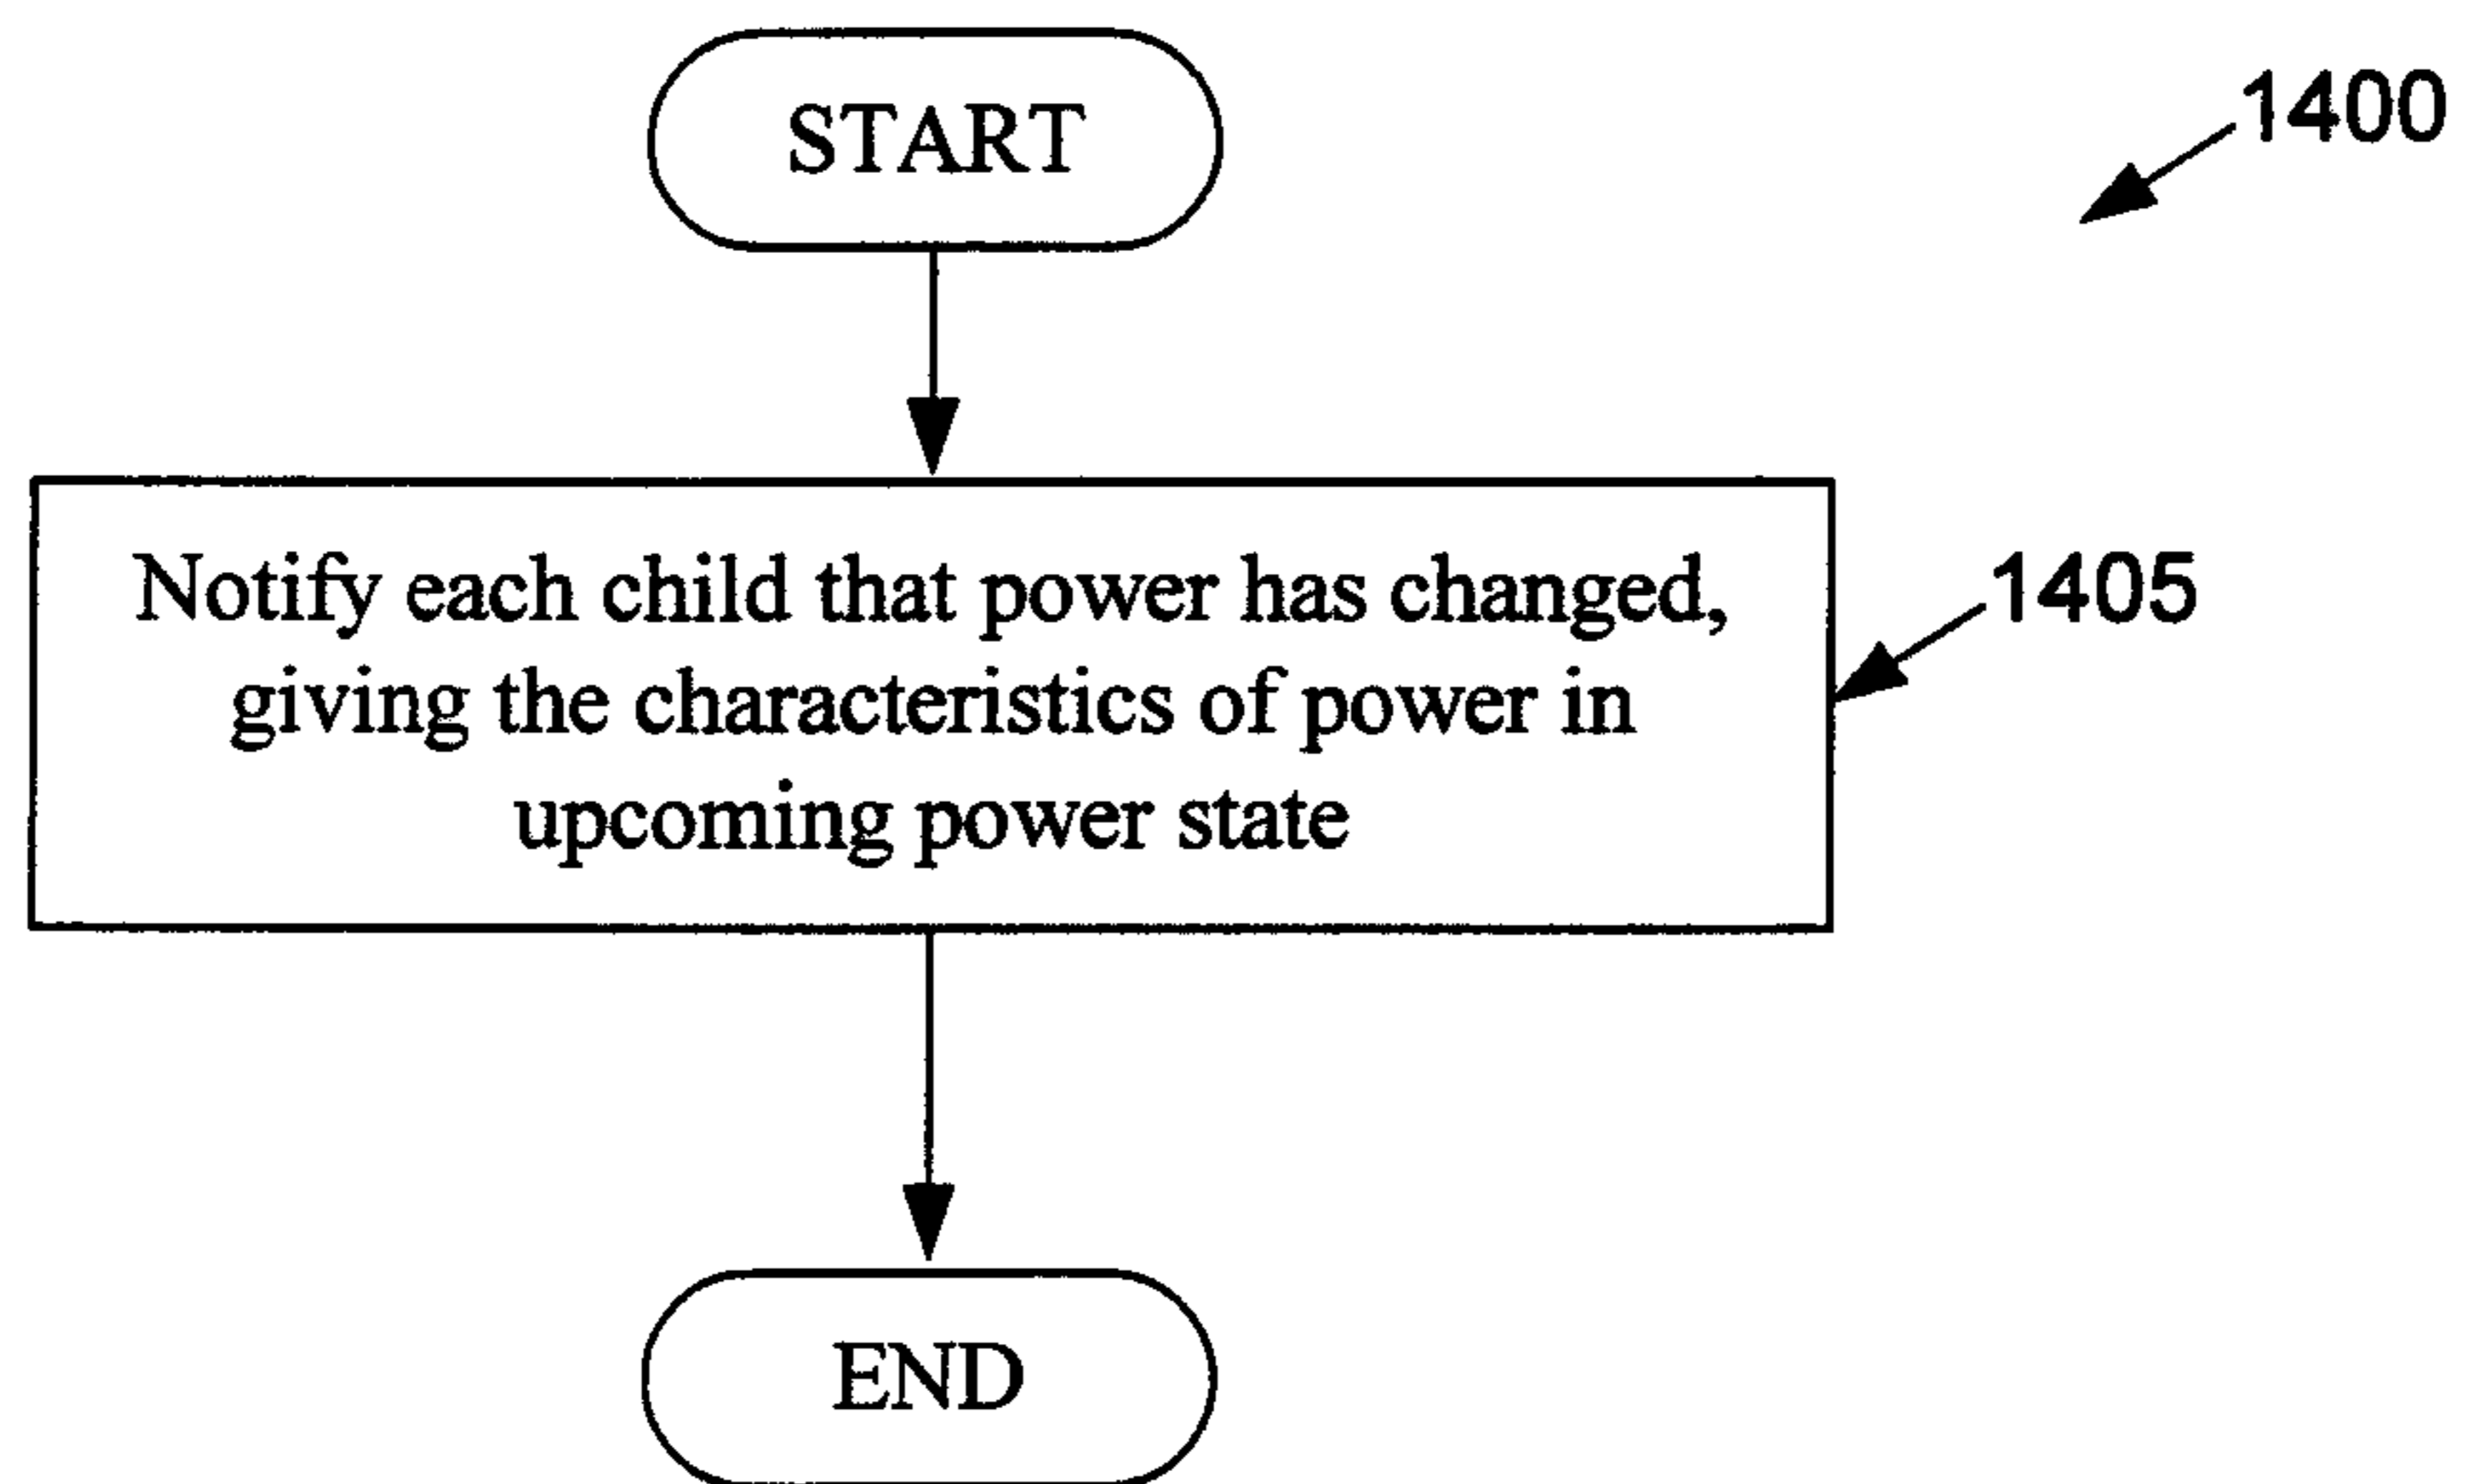 START
1400
Notify each child that power has changed,
giving the characteristics of power in
upcoming power state
1405
END